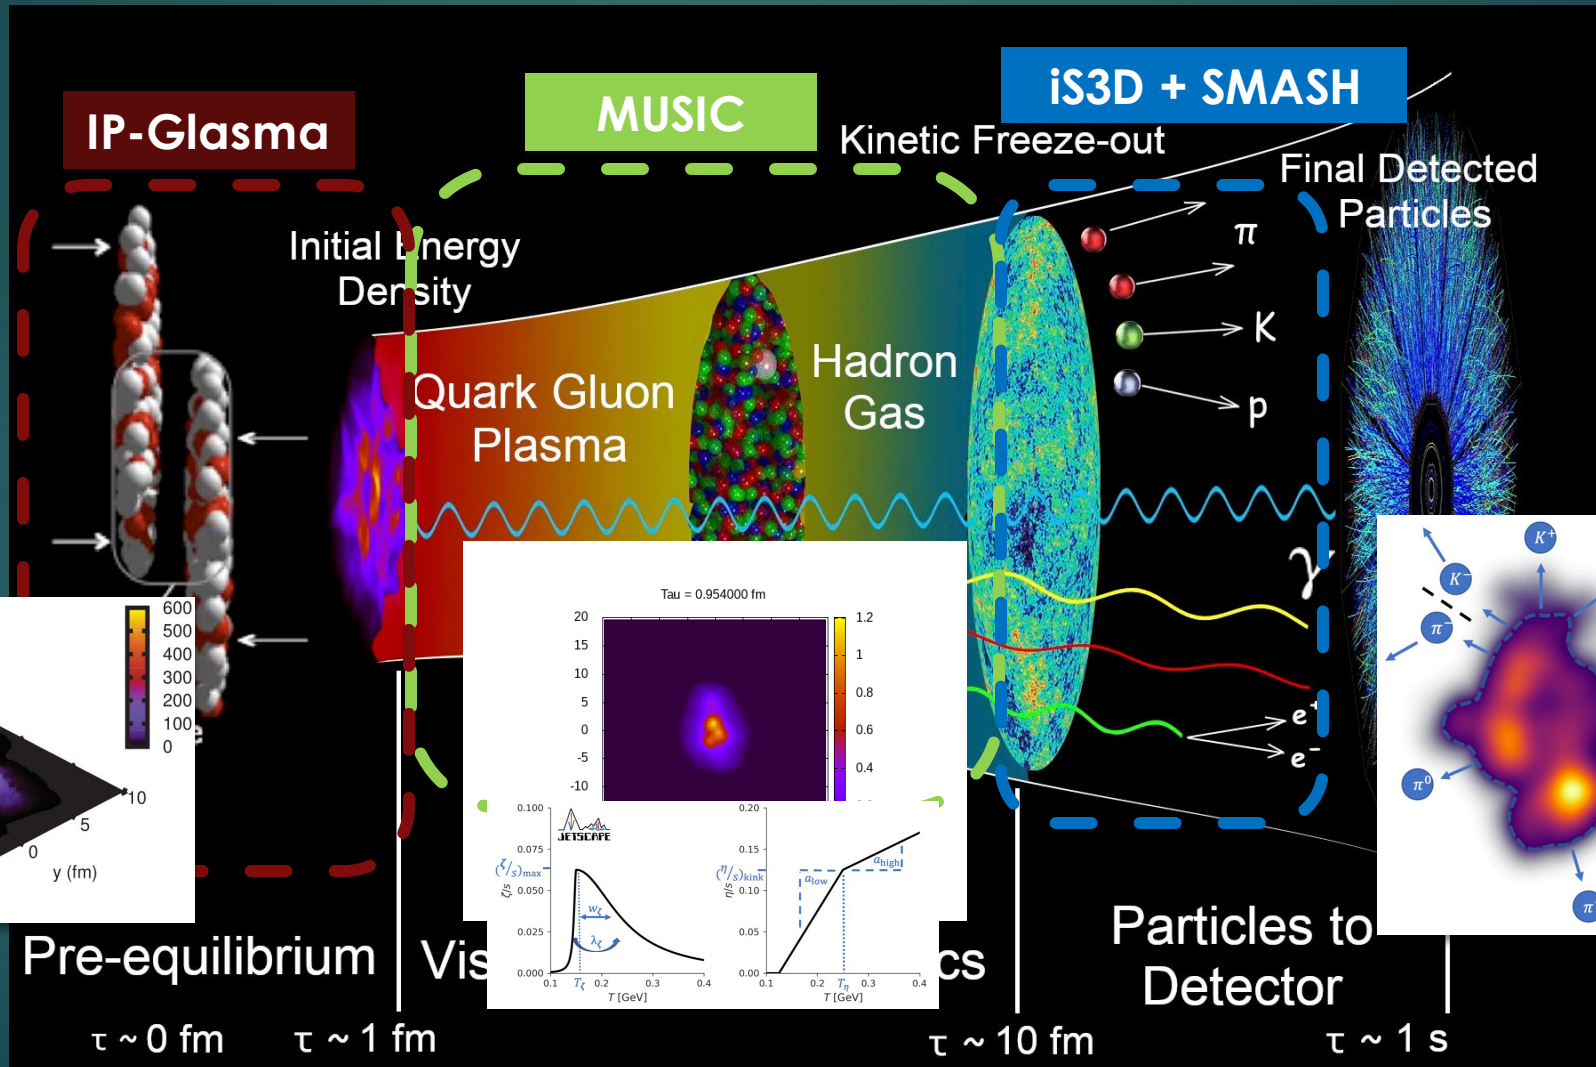 IP-Glasma
MUSIC
iS3D + SMASH
Kinetic Freeze-out
Final Detected
Particles
Initial Energy
Density
Quark Gluon
Plasma
Hadron
Gas
π
K
p
γ
e+
e-
600
500
400
300
200
100
0
10
5
0
y (fm)
Tau = 0.954000 fm
20
15
10
5
0
-5
-10
1.2
1
0.8
0.6
0.4
JETSCAPE
0.100
0.075
0.050
0.025
0.000
(ζ/s)max
ζ/s
wζ
λζ
Tζ
0.1 0.2 0.3 0.4
T [GeV]
0.20
0.15
0.10
0.05
0.00
(η/s)kink
η/s
alow
ahigh
Tη
0.1 0.2 0.3 0.4
T [GeV]
K+
K-
π-
π0
π
Pre-equilibrium
Vis
cs
Particles to
Detector
τ ~ 0 fm
τ ~ 1 fm
τ ~ 10 fm
τ ~ 1 s